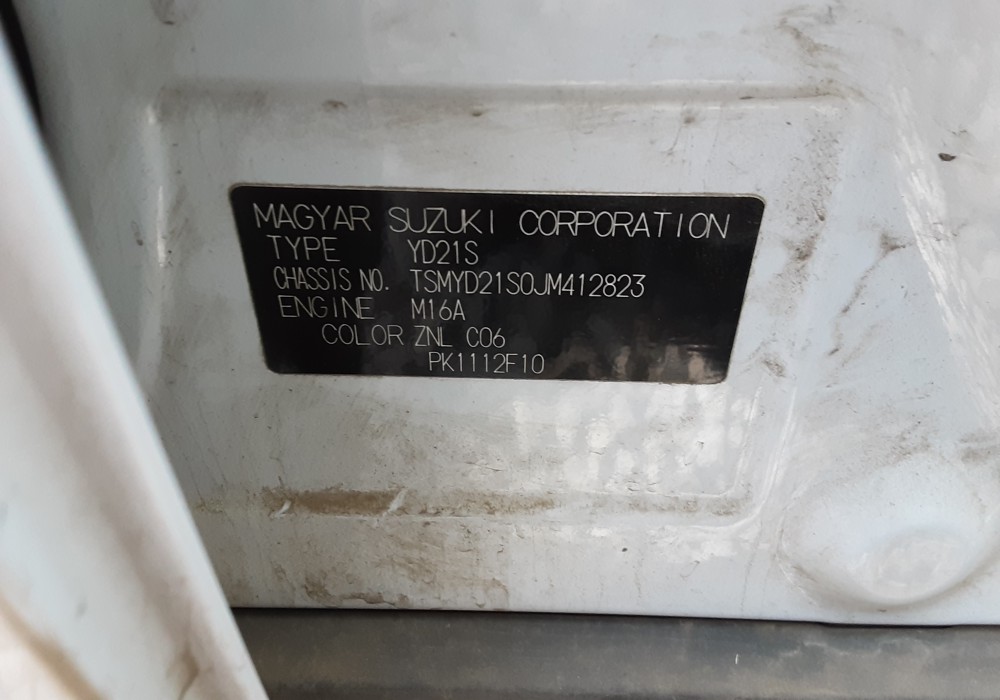 MAGYAR SUZUKI CORPORATION
TYPE YD21S
CHASSIS NO. TSMYD21S0JM412823
ENGINE M16A
COLOR ZNL C06
PK1112F10